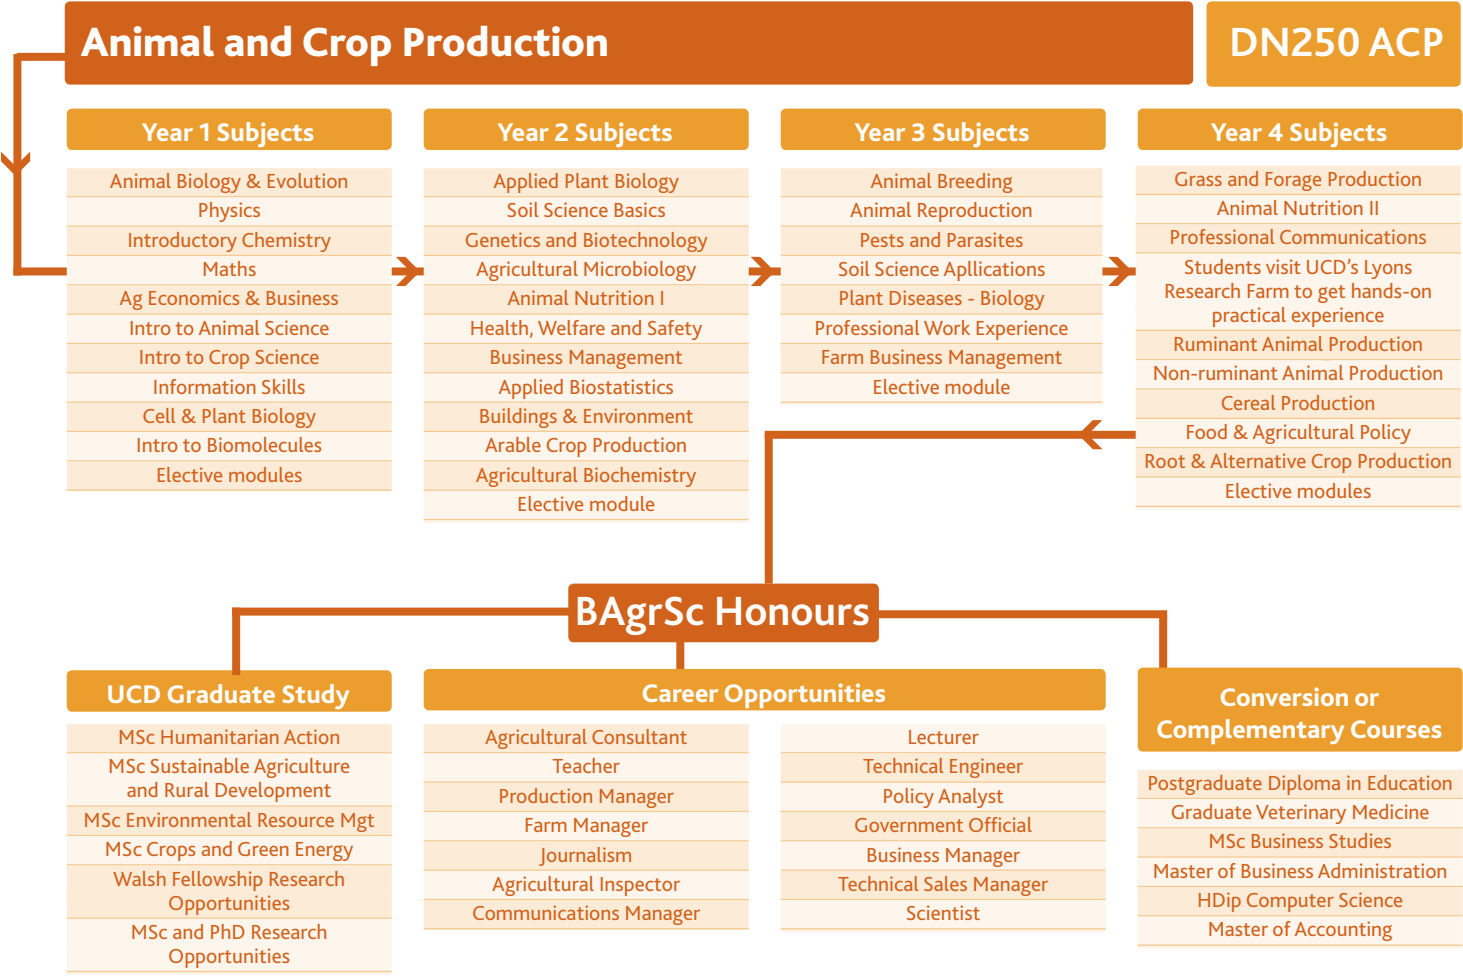 Animal and Crop Production
DN250 ACP
Year 1 Subjects
Animal Biology & Evolution
Physics
Introductory Chemistry
Maths
Ag Economics & Business
Intro to Animal Science
Intro to Crop Science
Information Skills
Cell & Plant Biology
Intro to Biomolecules
Elective modules
Year 2 Subjects
Applied Plant Biology
Soil Science Basics
Genetics and Biotechnology
Agricultural Microbiology
Animal Nutrition I
Health, Welfare and Safety
Business Management
Applied Biostatistics
Buildings & Environment
Arable Crop Production
Agricultural Biochemistry
Elective module
Year 3 Subjects
Animal Breeding
Animal Reproduction
Pests and Parasites
Soil Science Apllications
Plant Diseases - Biology
Professional Work Experience
Farm Business Management
Elective module
Year 4 Subjects
Grass and Forage Production
Animal Nutrition II
Professional Communications
Students visit UCD’s Lyons
Research Farm to get hands-on
practical experience
Ruminant Animal Production
Non-ruminant Animal Production
Cereal Production
Food & Agricultural Policy
Root & Alternative Crop Production
Elective modules
BAgrSc Honours
UCD Graduate Study
MSc Humanitarian Action
MSc Sustainable Agriculture
and Rural Development
MSc Environmental Resource Mgt
MSc Crops and Green Energy
Walsh Fellowship Research
Opportunities
MSc and PhD Research
Opportunities
Career Opportunities
Agricultural Consultant
Teacher
Production Manager
Farm Manager
Journalism
Agricultural Inspector
Communications Manager
Lecturer
Technical Engineer
Policy Analyst
Government Official
Business Manager
Technical Sales Manager
Scientist
Conversion or
Complementary Courses
Postgraduate Diploma in Education
Graduate Veterinary Medicine
MSc Business Studies
Master of Business Administration
HDip Computer Science
Master of Accounting